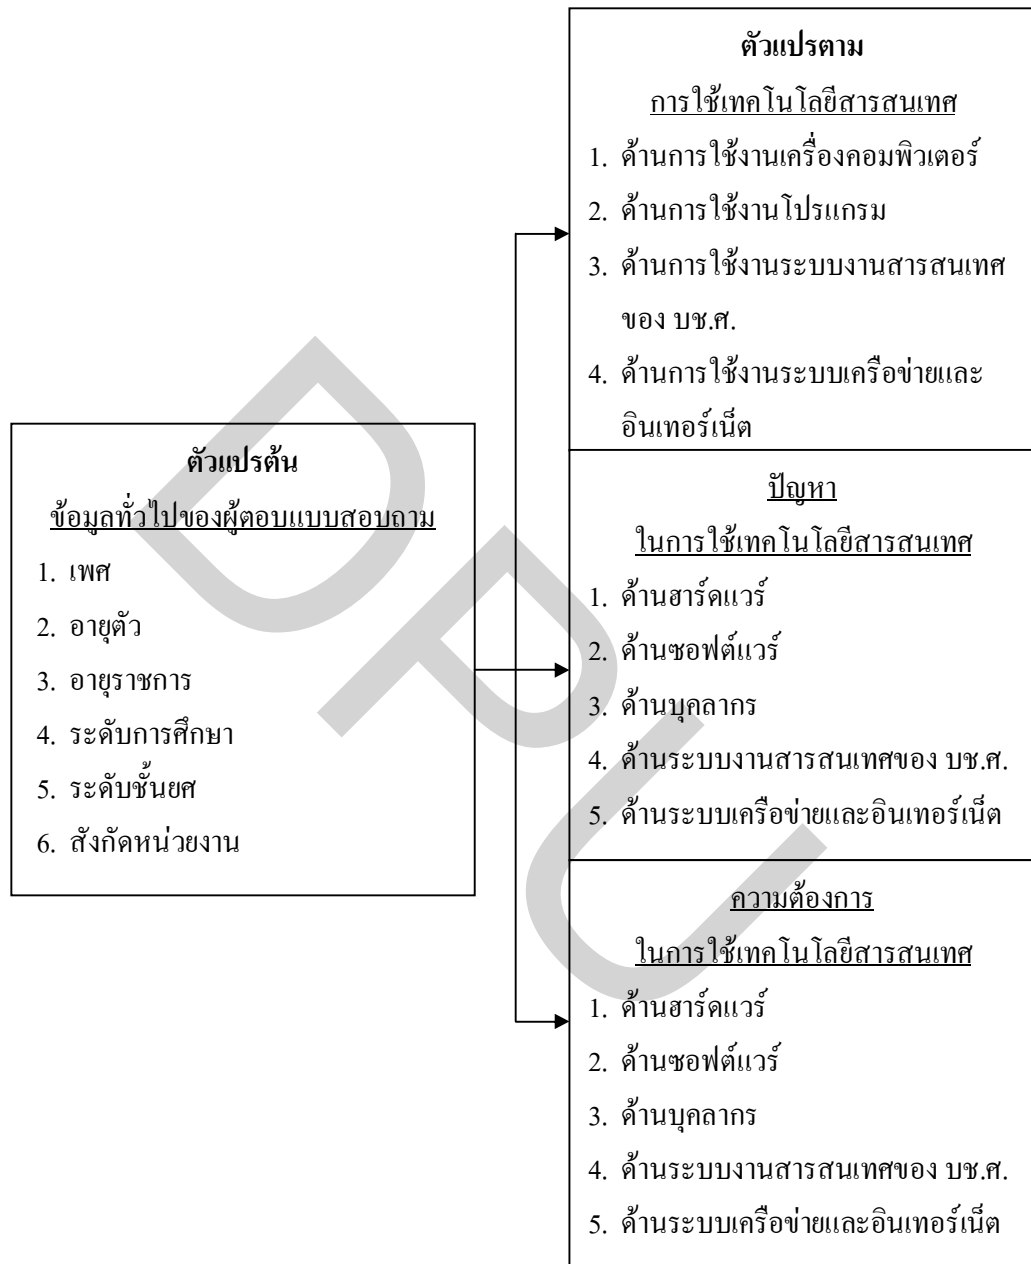 ตัวแปรต้น
ข้อมูลทั่วไปของผู้ตอบแบบสอบถาม
1. เพศ
2. อายุตัว
3. อายุราชการ
4. ระดับการศึกษา
5. ระดับชั้นยศ
6. สังกัดหน่วยงาน
ตัวแปรตาม
การใช้เทคโนโลยีสารสนเทศ
1. ด้านการใช้งานเครื่องคอมพิวเตอร์
2. ด้านการใช้งานโปรแกรม
3. ด้านการใช้งานระบบงานสารสนเทศ
ของ บช.ศ.
4. ด้านการใช้งานระบบเครือข่ายและ
อินเทอร์เน็ต
ปัญหา
ในการใช้เทคโนโลยีสารสนเทศ
1. ด้านฮาร์ดแวร์
2. ด้านซอฟต์แวร์
3. ด้านบุคลากร
4. ด้านระบบงานสารสนเทศของ บช.ศ.
5. ด้านระบบเครือข่ายและอินเทอร์เน็ต
ความต้องการ
ในการใช้เทคโนโลยีสารสนเทศ
1. ด้านฮาร์ดแวร์
2. ด้านซอฟต์แวร์
3. ด้านบุคลากร
4. ด้านระบบงานสารสนเทศของ บช.ศ.
5. ด้านระบบเครือข่ายและอินเทอร์เน็ต
DPU